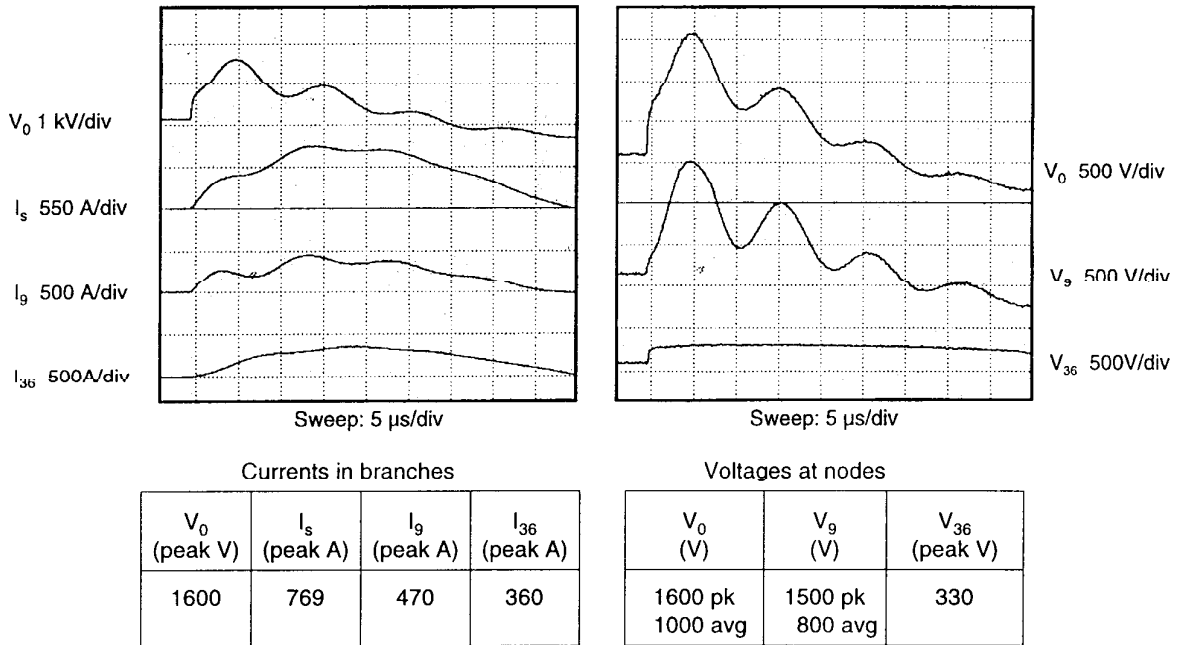 V0 1 kV/div
Is 550 A/div
I9 500 A/div
I36 500A/div
Sweep: 5 µs/div
V0 500 V/div
V9 500 V/div
V36 500V/div
Sweep: 5 µs/div
Currents in branches
V0 (peak V) Is (peak A) I9 (peak A) I36 (peak A)
1600 769 470 360
Voltages at nodes
V0 (V) V9 (V) V36 (peak V)
1600 pk 1500 pk 330
1000 avg 800 avg